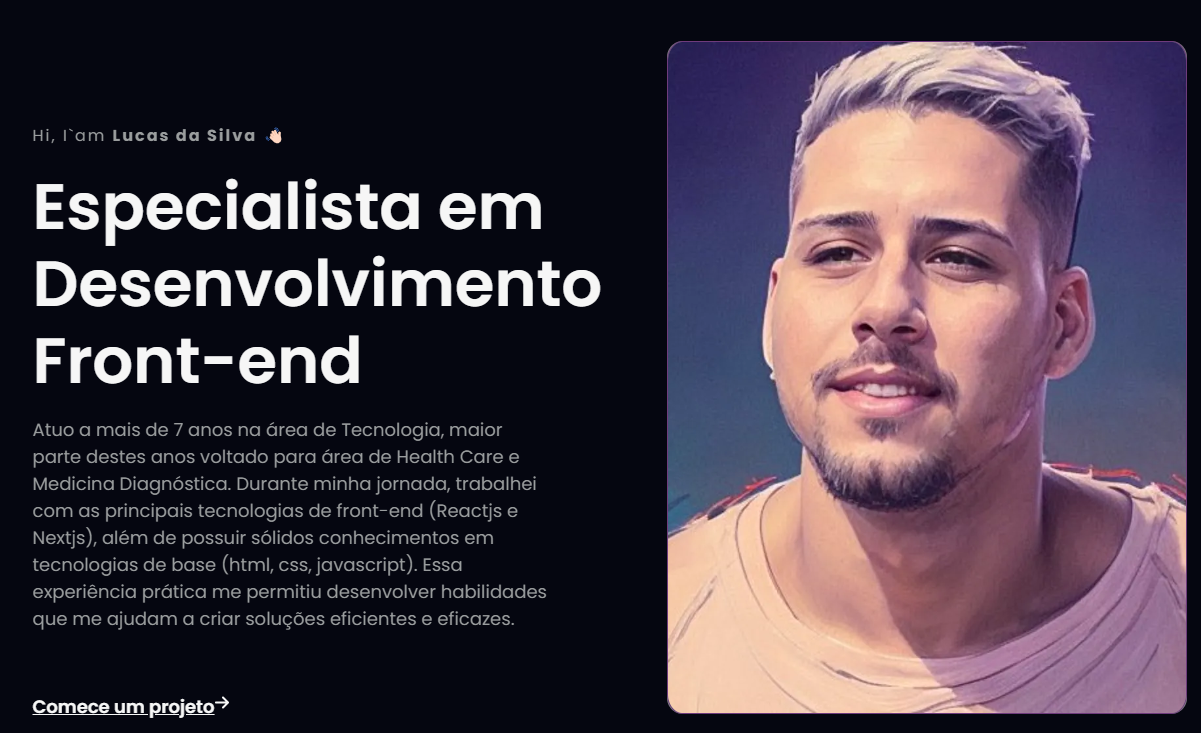 Hi, I`am Lucas da Silva 👋🏻
Especialista em
Desenvolvimento
Front-end
Atuo a mais de 7 anos na área de Tecnologia, maior
parte destes anos voltado para área de Health Care e
Medicina Diagnóstica. Durante minha jornada, trabalhei
com as principais tecnologias de front-end (Reactjs e
Nextjs), além de possuir sólidos conhecimentos em
tecnologias de base (html, css, javascript). Essa
experiência prática me permitiu desenvolver habilidades
que me ajudam a criar soluções eficientes e eficazes.
Comece um projeto→